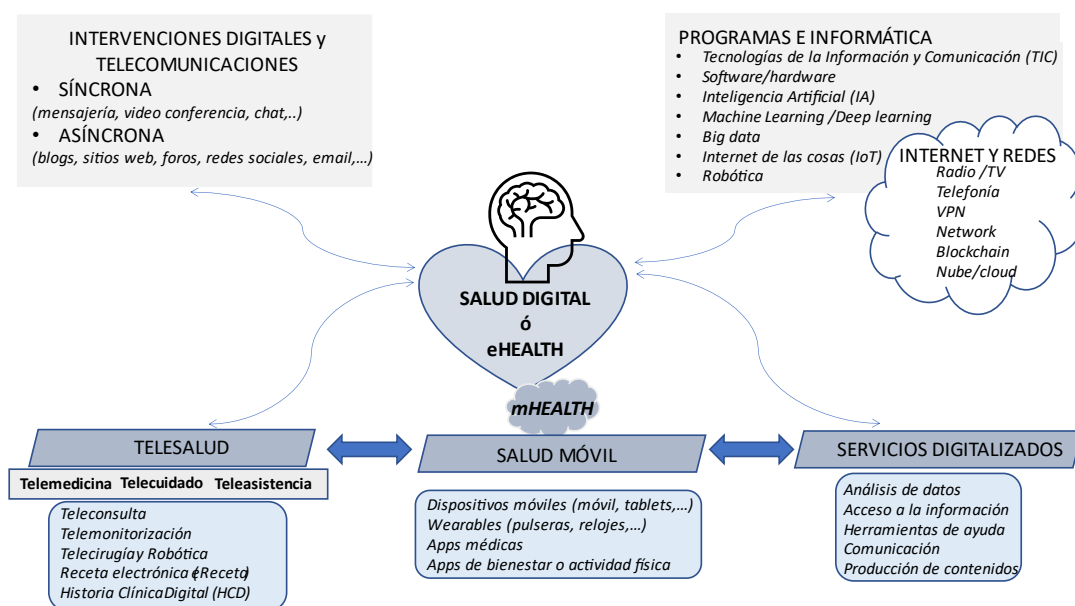 INTERVENCIONES DIGITALES y
TELECOMUNICACIONES
• SÍNCRONA
(mensajería, video conferencia, chat,..)
• ASÍNCRONA
(blogs, sitios web, foros, redes sociales, email,…)
PROGRAMAS E INFORMÁTICA
• Tecnologías de la Información y Comunicación (TIC)
• Software/hardware
• Inteligencia Artificial (IA)
• Machine Learning /Deep learning
• Big data
• Internet de las cosas (IoT)
• Robótica
INTERNET Y REDES
Radio /TV
Telefonía
VPN
Network
Blockchain
Nube/cloud
SALUD DIGITAL
ó
eHEALTH
mHEALTH
TELESALUD
Telemedicina Telecuidado Teleasistencia
Teleconsulta
Telemonitorización
Telecirugía y Robótica
Receta electrónica (eReceta)
Historia Clínica Digital (HCD)
SALUD MÓVIL
Dispositivos móviles (móvil, tablets,…)
Wearables (pulseras, relojes,…)
Apps médicas
Apps de bienestar o actividad física
SERVICIOS DIGITALIZADOS
Análisis de datos
Acceso a la información
Herramientas de ayuda
Comunicación
Producción de contenidos